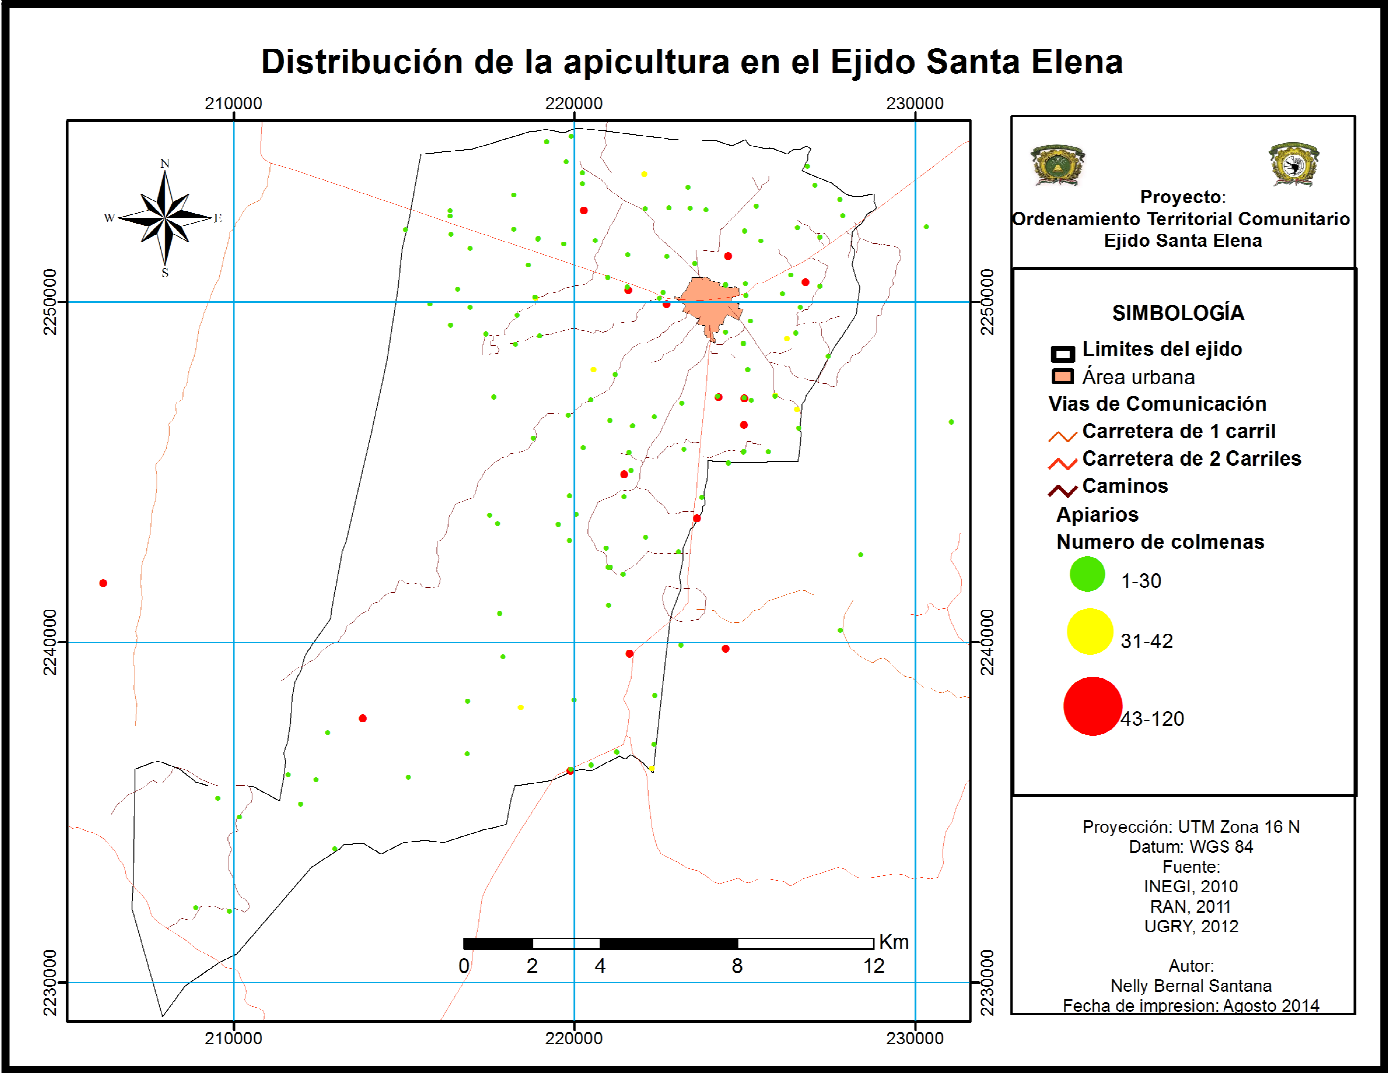 Distribución de la apicultura en el Ejido Santa Elena
210000 220000 230000
N
W E
S
2250000 2250000
2240000 2240000
2230000 2230000
Km
0 2 4 8 12
210000 220000 230000
Proyecto:
Ordenamiento Territorial Comunitario
Ejido Santa Elena
SIMBOLOGÍA
Limites del ejido
Área urbana
Vias de Comunicación
Carretera de 1 carril
Carretera de 2 Carriles
Caminos
Apiarios
Numero de colmenas
1-30
31-42
43-120
Proyección: UTM Zona 16 N
Datum: WGS 84
Fuente:
INEGI, 2010
RAN, 2011
UGRY, 2012
Autor:
Nelly Bernal Santana
Fecha de impresion: Agosto 2014